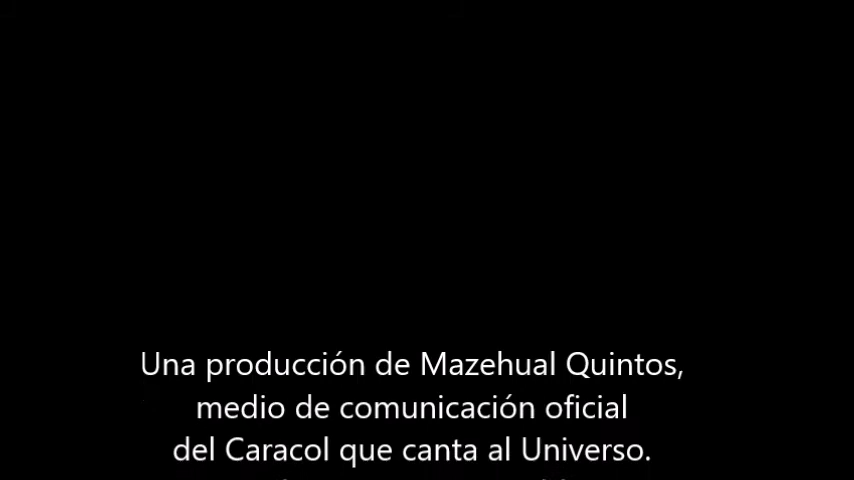 Una producción de Mazehual Quintos,
medio de comunicación oficial
del Caracol que canta al Universo.